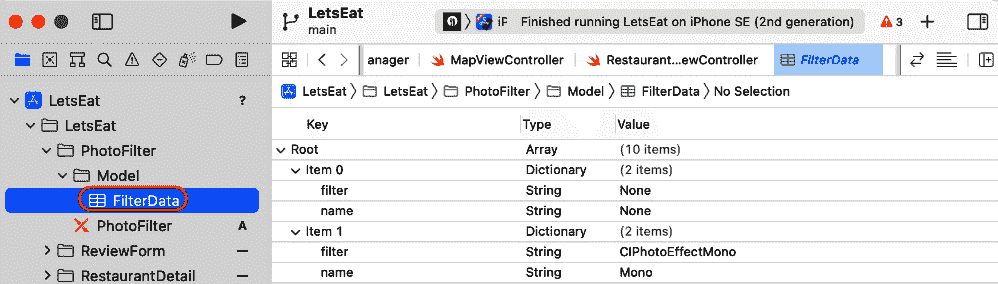 LetsEat
main
iF Finished running LetsEat on iPhone SE (2nd generation)
3
anager
MapViewController
Restaurant...ewController
FilterData
LetsEat
LetsEat
PhotoFilter
Model
FilterData
No Selection
LetsEat ?
LetsEat
PhotoFilter
Model
FilterData
PhotoFilter A
ReviewForm —
RestaurantDetail —
Key Type Value
Root Array (10 items)
Item 0 Dictionary (2 items)
filter String None
name String None
Item 1 Dictionary (2 items)
filter String CIPhotoEffectMono
name String Mono